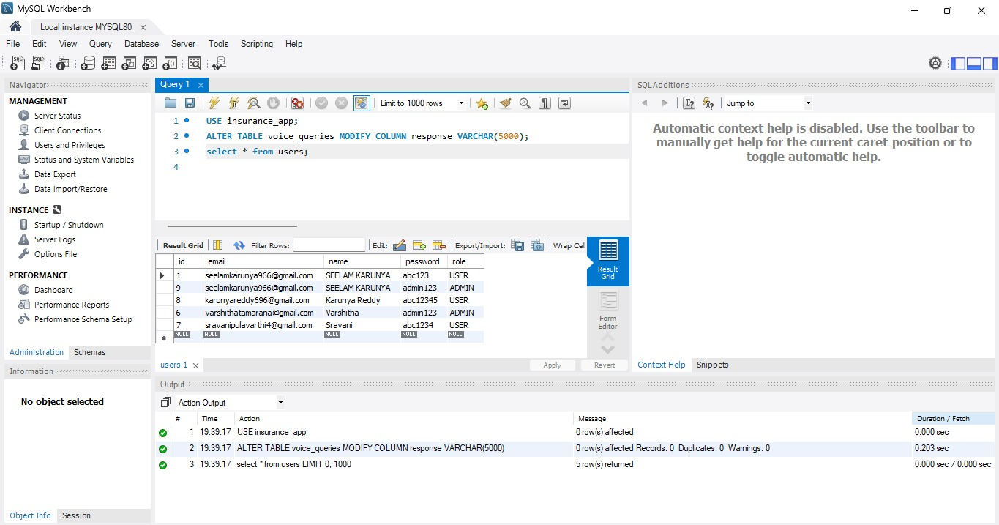 MySQL Workbench
Local instance MYSQL80 ×
File Edit View Query Database Server Tools Scripting Help
Navigator
MANAGEMENT
Server Status
Client Connections
Users and Privileges
Status and System Variables
Data Export
Data Import/Restore
INSTANCE
Startup / Shutdown
Server Logs
Options File
PERFORMANCE
Dashboard
Performance Reports
Performance Schema Setup
Administration Schemas
Information
No object selected
Object Info Session
Query 1 ×
Limit to 1000 rows
1 USE insurance_app;
2 ALTER TABLE voice_queries MODIFY COLUMN response VARCHAR(5000);
3 select * from users;
4
Result Grid Filter Rows: Edit: Export/Import: Wrap Cell
id email name password role
1 seelamkarunya966@gmail.com SEELAM KARUNYA abc123 USER
9 seelamkarunya966@gmail.com SEELAM KARUNYA admin123 ADMIN
8 karunyareddy696@gmail.com Karunya Reddy abc12345 USER
6 varshithatamarana@gmail.com Varshitha admin123 ADMIN
7 sravanipulavarthi4@gmail.com Sravani abc1234 USER
NULL NULL NULL NULL NULL
Result
Grid
Form
Editor
users 1 × Apply Revert
SQLAdditions
Jump to
Automatic context help is disabled. Use the toolbar to
manually get help for the current caret position or to
toggle automatic help.
Context Help Snippets
Output
Action Output
# Time Action Message Duration / Fetch
1 19:39:17 USE insurance_app 0 row(s) affected 0.000 sec
2 19:39:17 ALTER TABLE voice_queries MODIFY COLUMN response VARCHAR(5000) 0 row(s) affected Records: 0 Duplicates: 0 Warnings: 0 0.203 sec
3 19:39:17 select * from users LIMIT 0, 1000 5 row(s) returned 0.000 sec / 0.000 sec